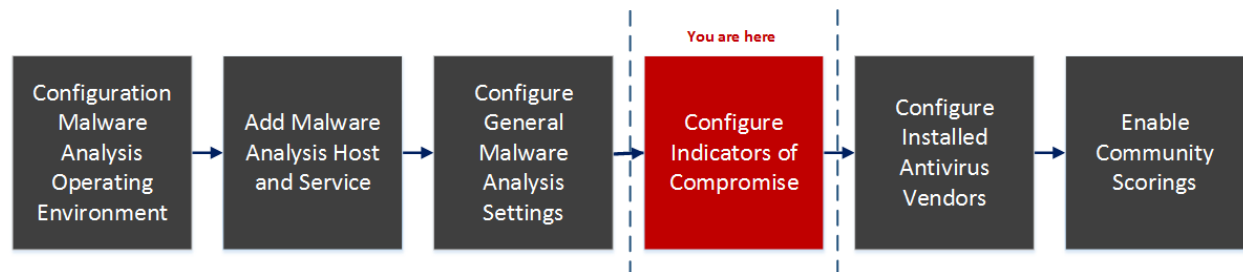 You are here
Configuration
Malware
Analysis
Operating
Environment
Add Malware
Analysis Host
and Service
Configure
General
Malware
Analysis
Settings
Configure
Indicators of
Compromise
Configure
Installed
Antivirus
Vendors
Enable
Community
Scorings